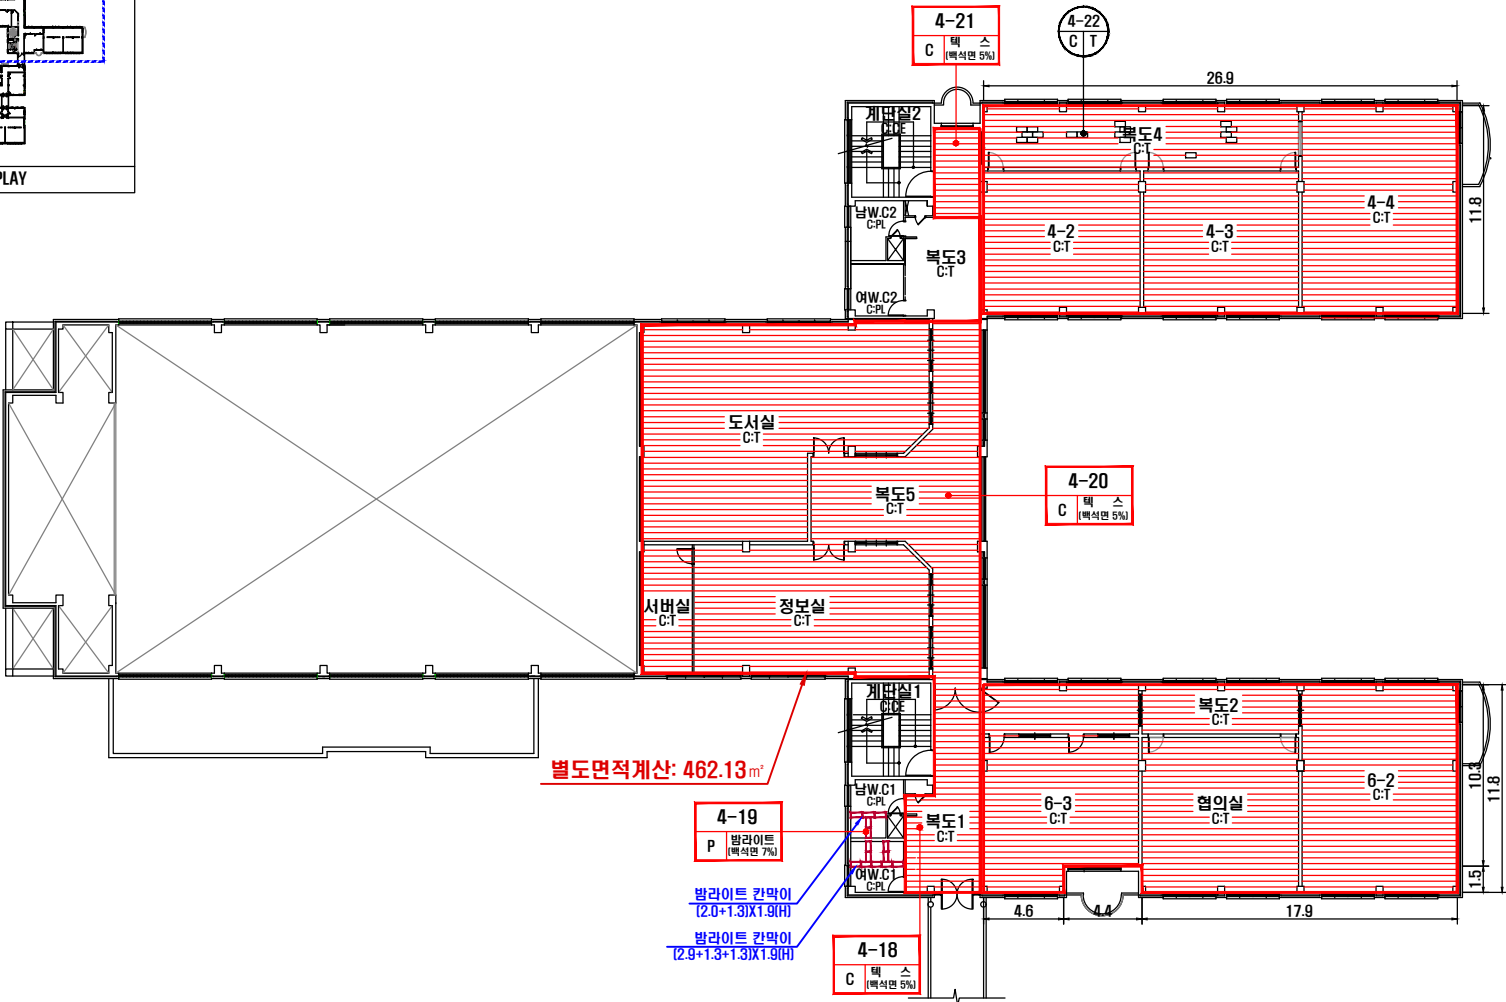 PLAY
4-21
C
텍 스
(백석면 5%)
4-22
C T
26.9
계단실2
C:CE
복도4
C:T
11.8
남W.C2
C:PL
4-2
C:T
4-3
C:T
4-4
C:T
복도3
C:T
여W.C2
C:PL
도서실
C:T
복도5
C:T
4-20
C
텍 스
(백석면 5%)
서버실
C:T
정보실
C:T
계단실1
C:CE
복도2
C:T
별도면적계산: 462.13㎡
남W.C1
C:PL
6-3
C:T
협의실
C:T
6-2
C:T
10.3
11.8
4-19
P
밤라이트
(백석면 7%)
복도1
C:T
여W.C1
C:PL
1.5
밤라이트 칸막이
(2.0+1.3)X1.9(H)
4.6
4.4
17.9
밤라이트 칸막이
(2.9+1.3+1.3)X1.9(H)
4-18
C
텍 스
(백석면 5%)